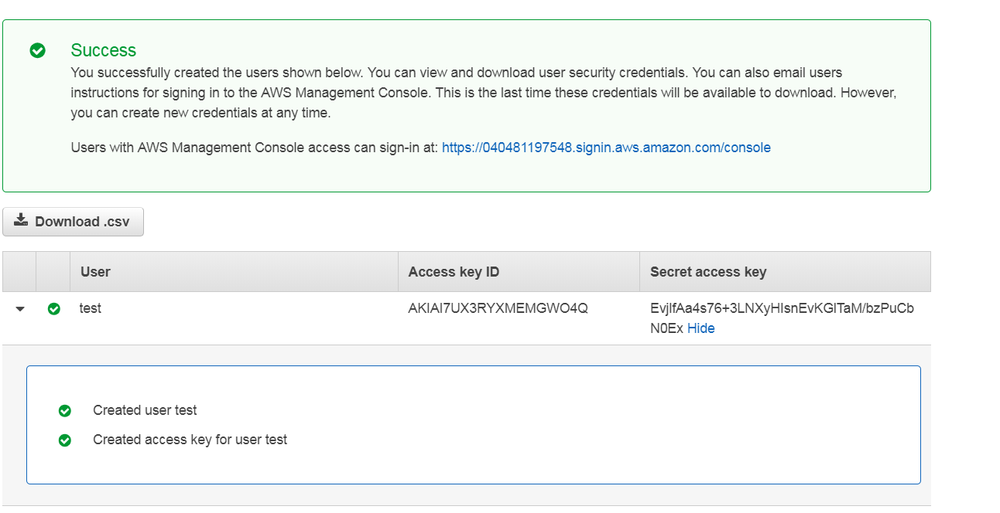 Success
You successfully created the users shown below. You can view and download user security credentials. You can also email users
instructions for signing in to the AWS Management Console. This is the last time these credentials will be available to download. However,
you can create new credentials at any time.
Users with AWS Management Console access can sign-in at: https://040481197548.signin.aws.amazon.com/console
Download .csv
User Access key ID Secret access key
test AKIAI7UX3RYXMEMGWO4Q EvjIfAa4s76+3LNXyHIsnEvKGITaM/bzPuCb
N0Ex Hide
Created user test
Created access key for user test